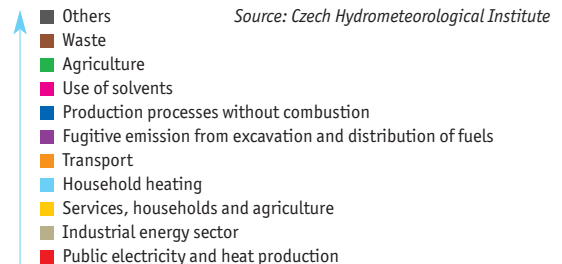 Others Source: Czech Hydrometeorological Institute
Waste
Agriculture
Use of solvents
Production processes without combustion
Fugitive emission from excavation and distribution of fuels
Transport
Household heating
Services, households and agriculture
Industrial energy sector
Public electricity and heat production